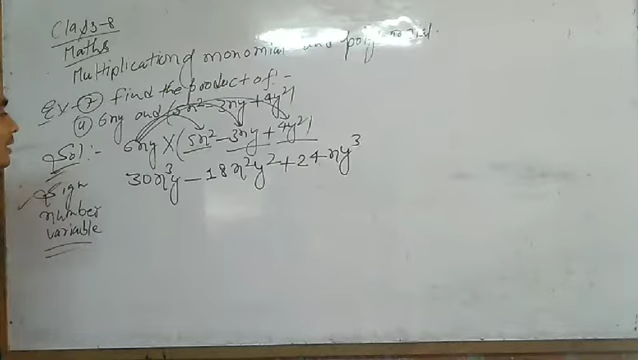 Class-8
Maths
Multiplication of monomial and polynomial.
Ex-⑦ find the product of:-
ⓐ 6xy and (5x² - 3xy + 4y²)
Sol:- 6xy × (5x² - 3xy + 4y²)
30x³y - 18x²y² + 24xy³
Sign
number
variable